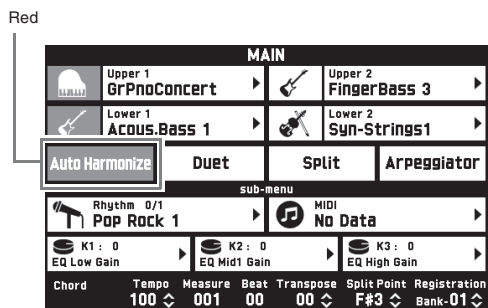 Red
MAIN
Upper 1
GrPnoConcert
Upper 2
FingerBass 3
Lower 1
Acous.Bass 1
Lower 2
Syn-Strings1
Auto Harmonize
Duet
Split
Arpeggiator
sub-menu
Rhythm 0/1
Pop Rock 1
MIDI
No Data
K1 : 0
EQ Low Gain
K2 : 0
EQ Mid1 Gain
K3 : 0
EQ High Gain
Chord Tempo Measure Beat Transpose Split Point Registration
100 001 00 00 F#3 Bank-01